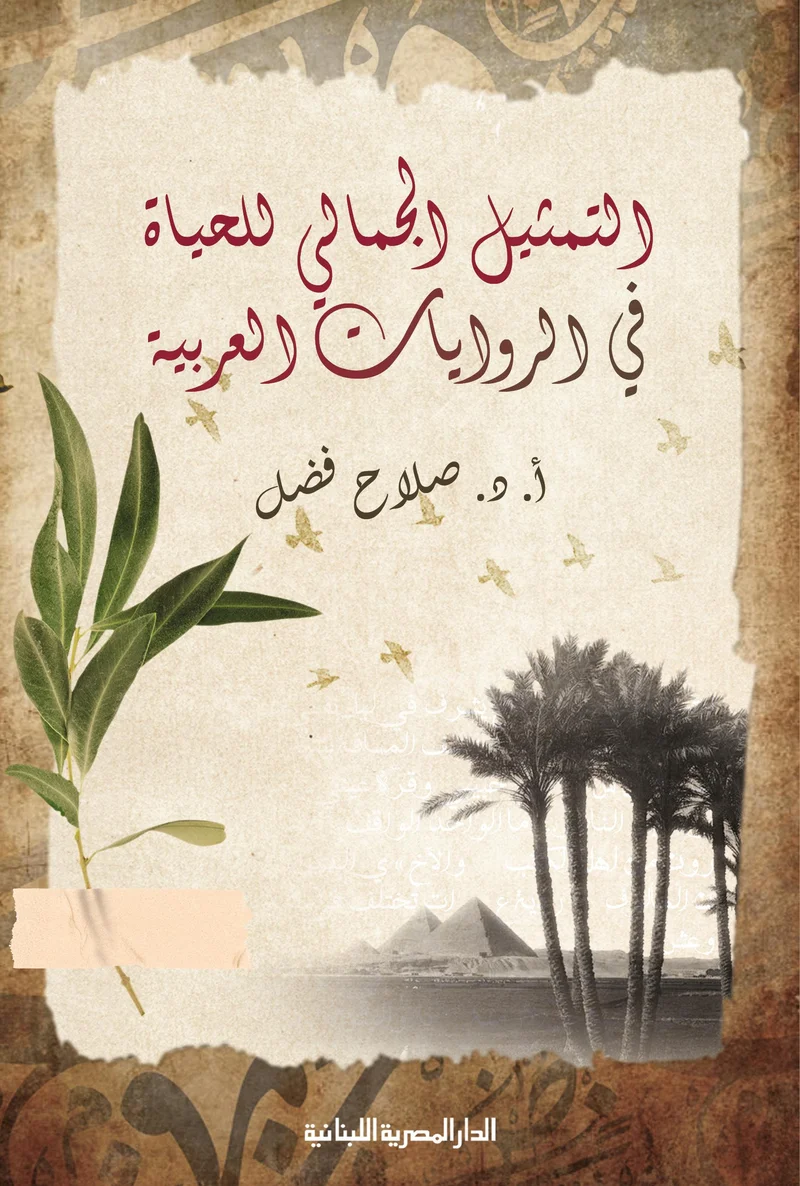 التمثيل الجمالي للحياة
في الروايات العربية
أ. د. صلاح فضل
الدار المصرية اللبنانية